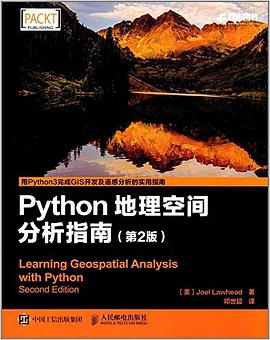 PACKT
PUBLISHING
用Python3完成GIS开发及遥感分析的实用指南
Python 地理空间
分析指南（第2版）
Learning Geospatial Analysis
with Python
Second Edition
［美］Joel Lawhead 著
邓世超 译
中国工信出版集团
人民邮电出版社
POSTS & TELECOM PRESS